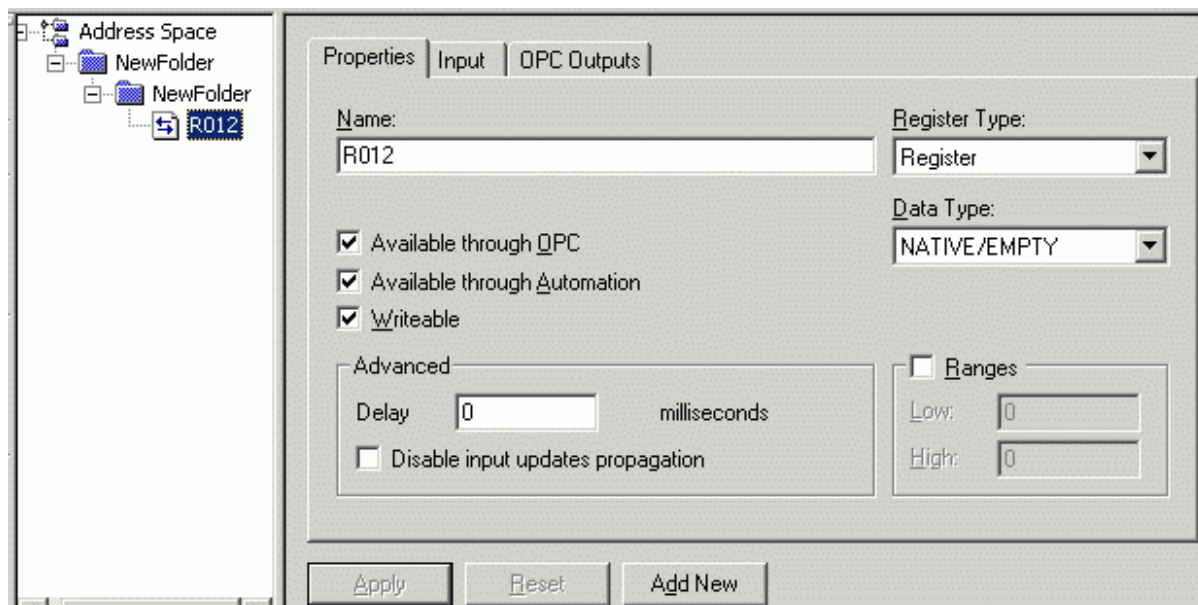 Address Space
NewFolder
NewFolder
R012
Properties
Input
OPC Outputs
Name:
R012
Register Type:
Register
Data Type:
NATIVE/EMPTY
Available through OPC
Available through Automation
Writeable
Advanced
Delay 0 milliseconds
Disable input updates propagation
Ranges
Low: 0
High: 0
Apply
Reset
Add New